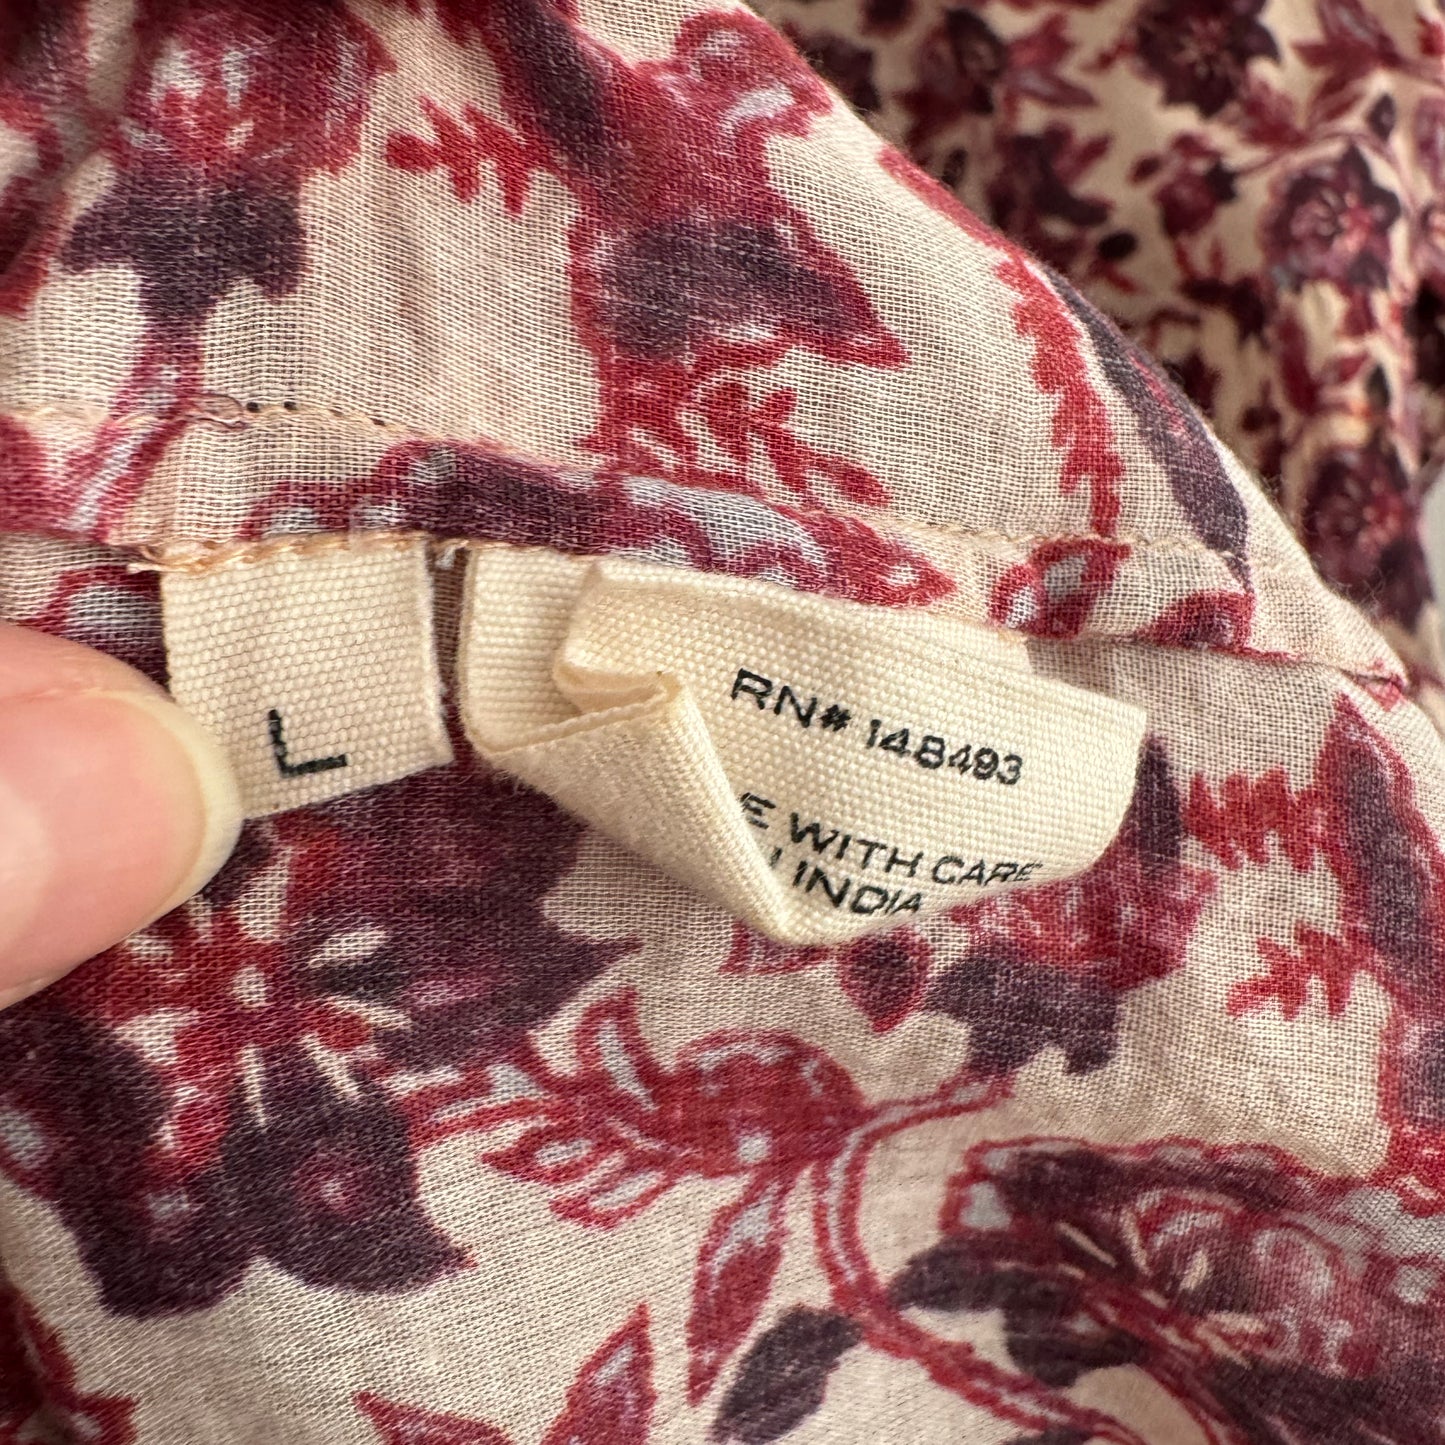 L
RN# 148493
WITH CARE
INDIA